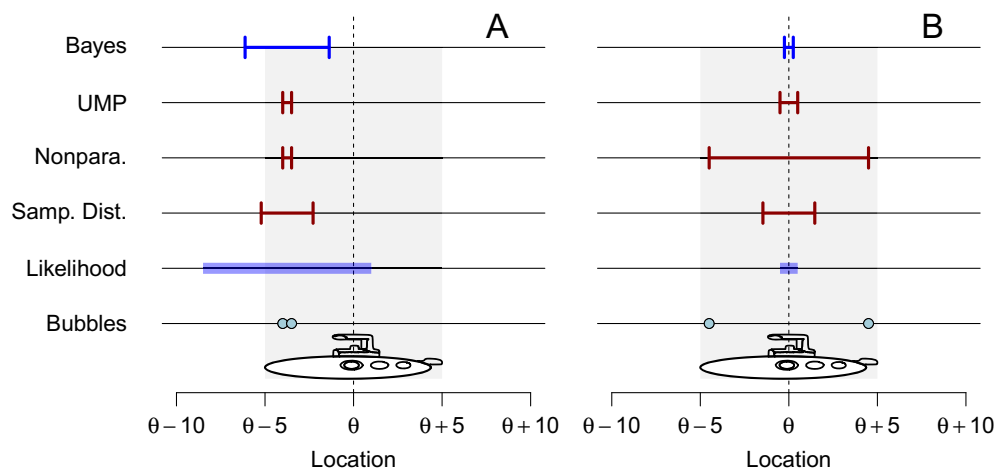 A
B
Bayes
UMP
Nonpara.
Samp. Dist.
Likelihood
Bubbles
θ − 10 θ − 5 θ θ + 5 θ + 10
θ − 10 θ − 5 θ θ + 5 θ + 10
Location
Location